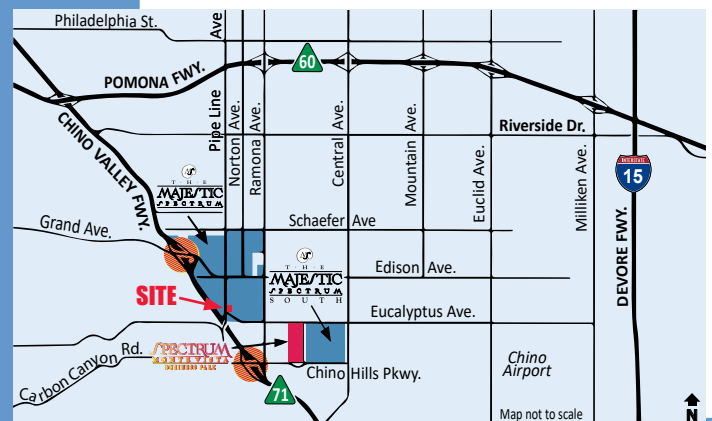 Philadelphia St.
Ave
60
POMONA FWY.
Pipe Line
Norton Ave.
Ramona Ave.
Central Ave.
Mountain Ave.
Euclid Ave.
Riverside Dr.
Milliken Ave.
INTERSTATE
15
DEVORE FWY.
CHINO VALLEY FWY.
THE
MAJESTIC
SPECTRUM
Grand Ave.
Schaefer Ave
THE
MAJESTIC
SPECTRUM
SOUTH
Edison Ave.
SITE
Eucalyptus Ave.
SPECTRUM
MONTE VISTA
BUSINESS PARK
Carbon Canyon Rd.
Chino Hills Pkwy.
Chino
Airport
71
Map not to scale
N